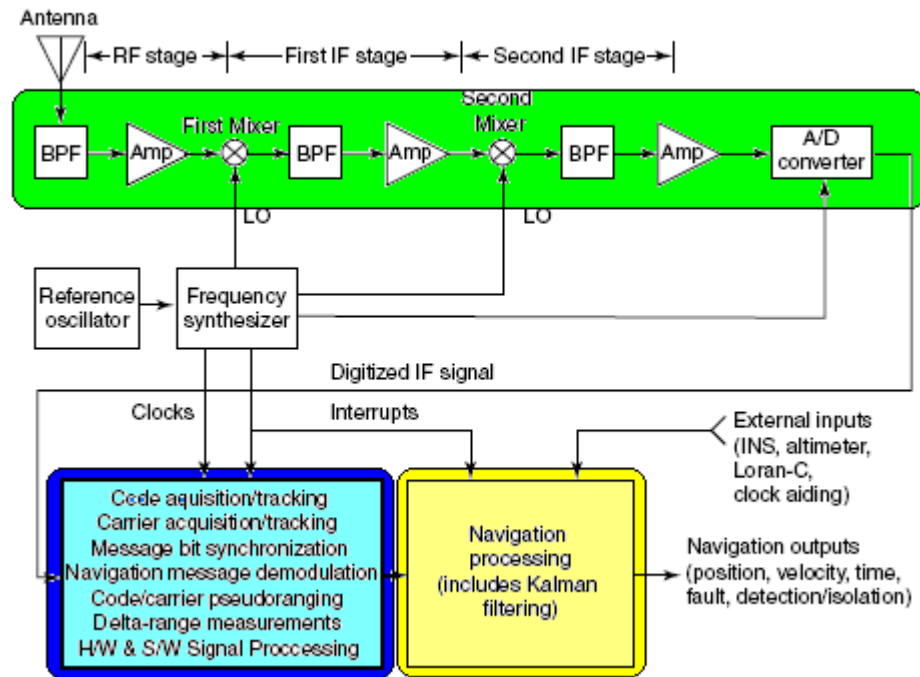 Antenna
RF stage
First IF stage
Second IF stage
Second
Mixer
First Mixer
BPF
Amp
BPF
Amp
BPF
Amp
A/D
converter
LO
LO
Reference
oscillator
Frequency
synthesizer
Digitized IF signal
Clocks
Interrupts
External inputs
(INS, altimeter,
Loran-C,
clock aiding)
Code aquisition/tracking
Carrier acquisition/tracking
Message bit synchronization
Navigation message demodulation
Code/carrier pseudoranging
Delta-range measurements
H/W & S/W Signal Proccessing
Navigation
processing
(includes Kalman
filtering)
Navigation outputs
(position, velocity, time,
fault, detection/isolation)